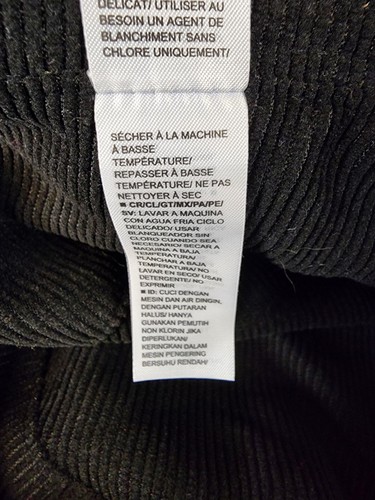 DÉLICAT/ UTILISER AU
BESOIN UN AGENT DE
BLANCHIMENT SANS
CHLORE UNIQUEMENT/
SÉCHER À LA MACHINE
À BASSE
TEMPÉRATURE/
REPASSER À BASSE
TEMPÉRATURE/ NE PAS
NETTOYER À SEC
■ CR/CL/GT/MX/PA/PE/
SV: LAVAR A MAQUINA
CON AGUA FRIA CICLO
DELICADO/ USAR
BLANQUEADOR SIN
CLORO CUANDO SEA
NECESARIO/ SECAR A
MAQUINA A BAJA
TEMPERATURA/
PLANCHAR A BAJA
TEMPERATURA/ NO
LAVAR EN SECO/ USAR
DETERGENTE/ NO
EXPRIMIR
■ ID: CUCI DENGAN
MESIN DAN AIR DINGIN,
DENGAN PUTARAN
HALUS/ HANYA
GUNAKAN PEMUTIH
NON KLORIN JIKA
DIPERLUKAN/
KERINGKAN DALAM
MESIN PENGERING
BERSUHU RENDAH/